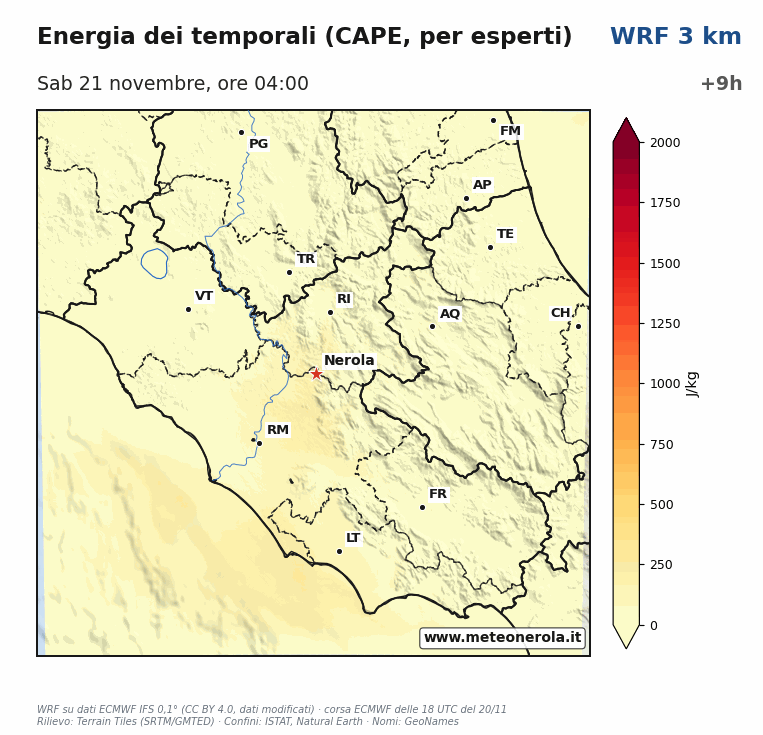 Energia dei temporali (CAPE, per esperti)
WRF 3 km
Sab 21 novembre, ore 04:00
+9h
FM
PG
AP
TE
TR
VT
RI
AQ
CH
Nerola
RM
FR
LT
www.meteonerola.it
2000
1750
1500
1250
1000
750
500
250
0
J/kg
WRF su dati ECMWF IFS 0,1° (CC BY 4.0, dati modificati) · corsa ECMWF delle 18 UTC del 20/11
Rilievo: Terrain Tiles (SRTM/GMTED) · Confini: ISTAT, Natural Earth · Nomi: GeoNames